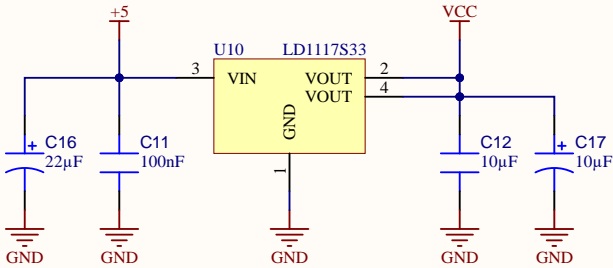 +5
VCC
U10 LD1117S33
3 VIN VOUT 2
VOUT 4
GND
1
+ C16
22µF
C11
100nF
C12
10µF
+ C17
10µF
GND GND GND GND GND